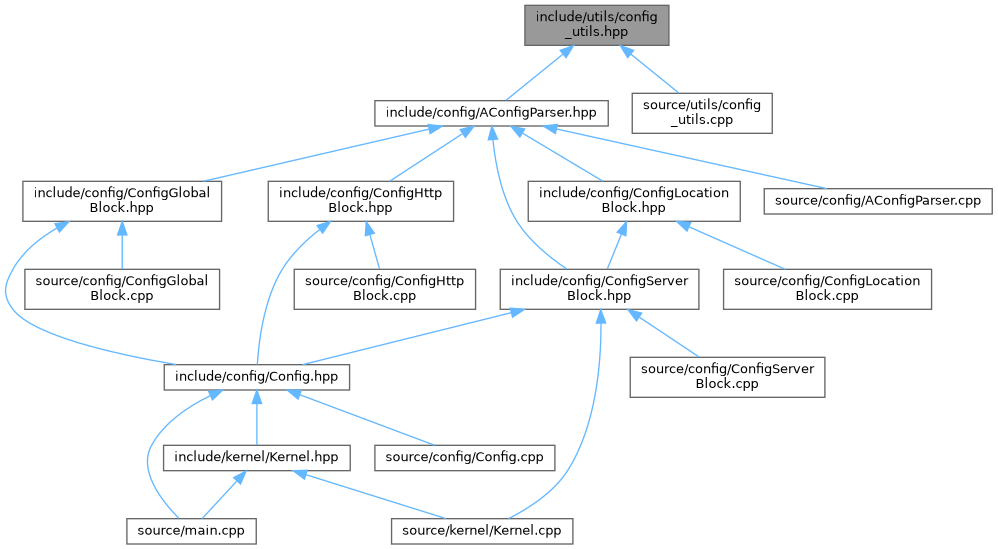 include/utils/config
_utils.hpp
include/config/AConfigParser.hpp
source/utils/config
_utils.cpp
include/config/ConfigGlobal
Block.hpp
include/config/ConfigHttp
Block.hpp
include/config/ConfigLocation
Block.hpp
source/config/AConfigParser.cpp
source/config/ConfigGlobal
Block.cpp
source/config/ConfigHttp
Block.cpp
include/config/ConfigServer
Block.hpp
source/config/ConfigLocation
Block.cpp
include/config/Config.hpp
source/config/ConfigServer
Block.cpp
include/kernel/Kernel.hpp
source/config/Config.cpp
source/main.cpp
source/kernel/Kernel.cpp